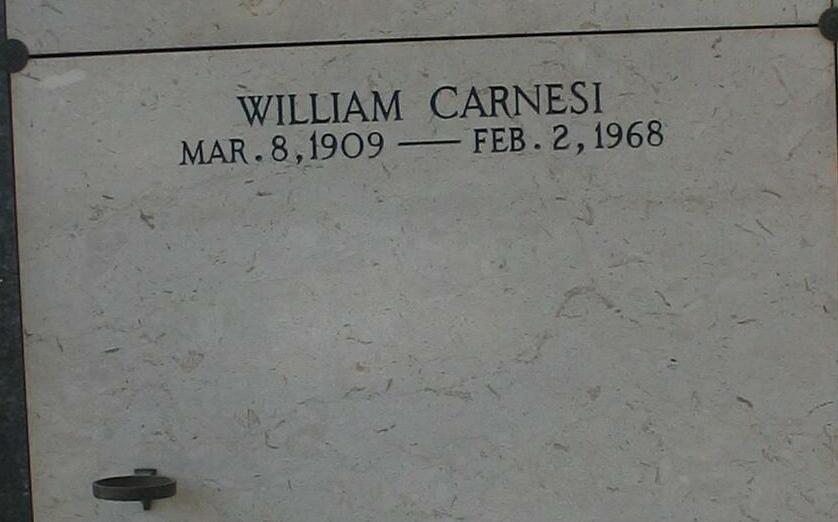 WILLIAM CARNESI
MAR. 8, 1909 — FEB. 2, 1968